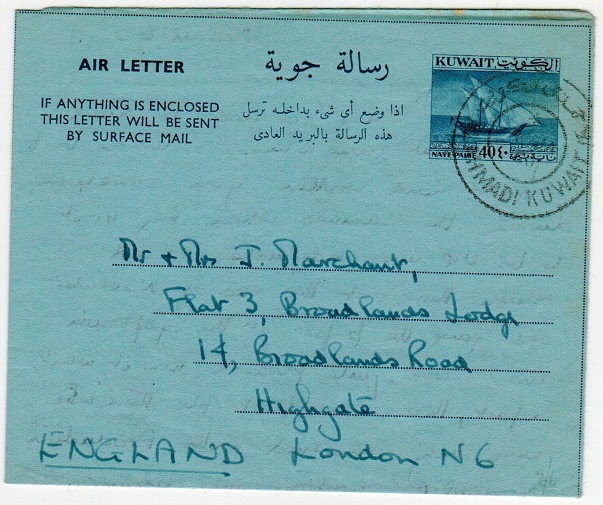 AIR LETTER
رسالة جوية
IF ANYTHING IS ENCLOSED
THIS LETTER WILL BE SENT
BY SURFACE MAIL
اذا وضع أى شىء بداخله ترسل
هذه الرسالة بالبريد العادى
KUWAIT الكويت
NAYE PAISE 40 ٤٠
AHMADI KUWAIT
Mr + Mrs J. Marchant,
Flat 3, Broadlands Lodge
14, Broadlands Road
Highgate
ENGLAND London N6